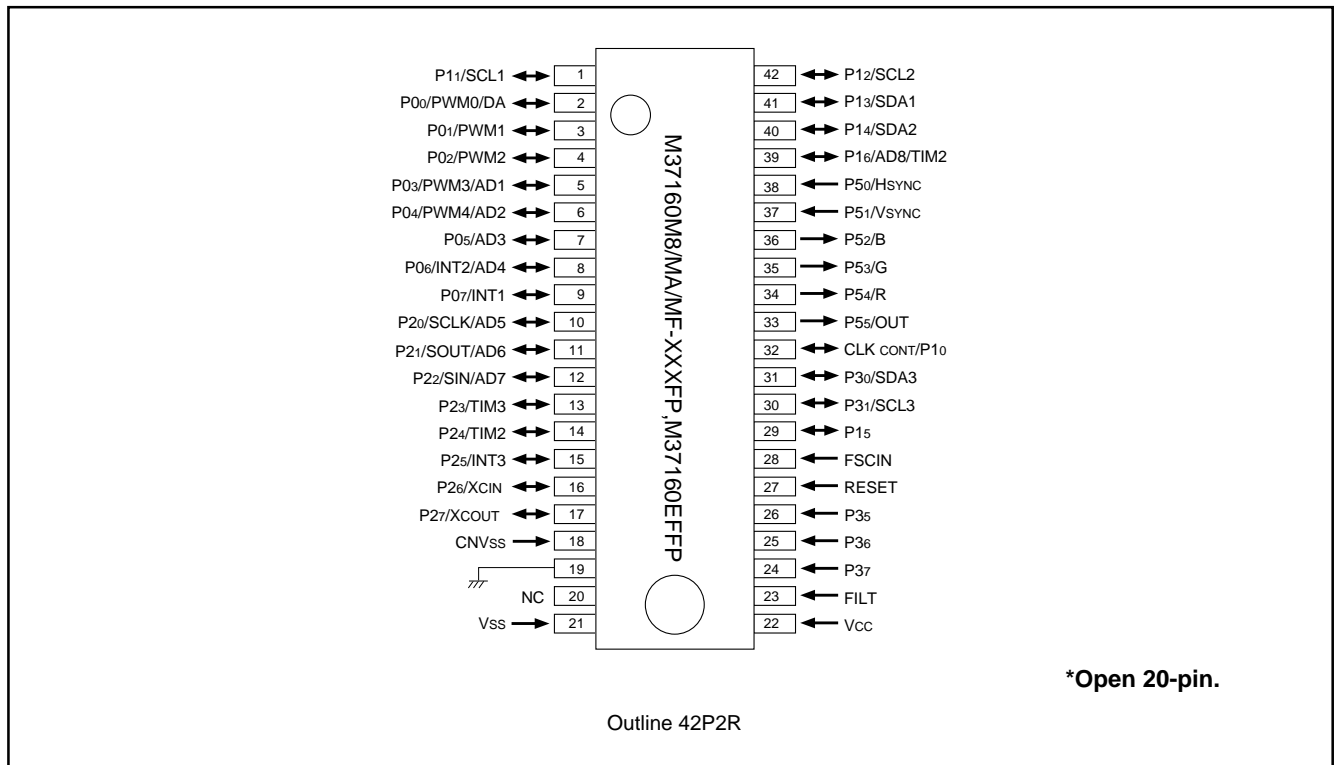 P11/SCL1 1 42 P12/SCL2
P00/PWM0/DA 2 41 P13/SDA1
P01/PWM1 3 40 P14/SDA2
P02/PWM2 4 39 P16/AD8/TIM2
P03/PWM3/AD1 5 38 P50/HSYNC
P04/PWM4/AD2 6 37 P51/VSYNC
P05/AD3 7 36 P52/B
P06/INT2/AD4 8 35 P53/G
P07/INT1 9 34 P54/R
P20/SCLK/AD5 10 33 P55/OUT
P21/SOUT/AD6 11 32 CLK CONT/P10
P22/SIN/AD7 12 31 P30/SDA3
P23/TIM3 13 30 P31/SCL3
P24/TIM2 14 29 P15
P25/INT3 15 28 FSCIN
P26/XCIN 16 27 RESET
P27/XCOUT 17 26 P35
CNVSS 18 25 P36
19 24 P37
NC 20 23 FILT
VSS 21 22 VCC
M37160M8/MA/MF-XXXFP,M37160EFFP
*Open 20-pin.
Outline 42P2R